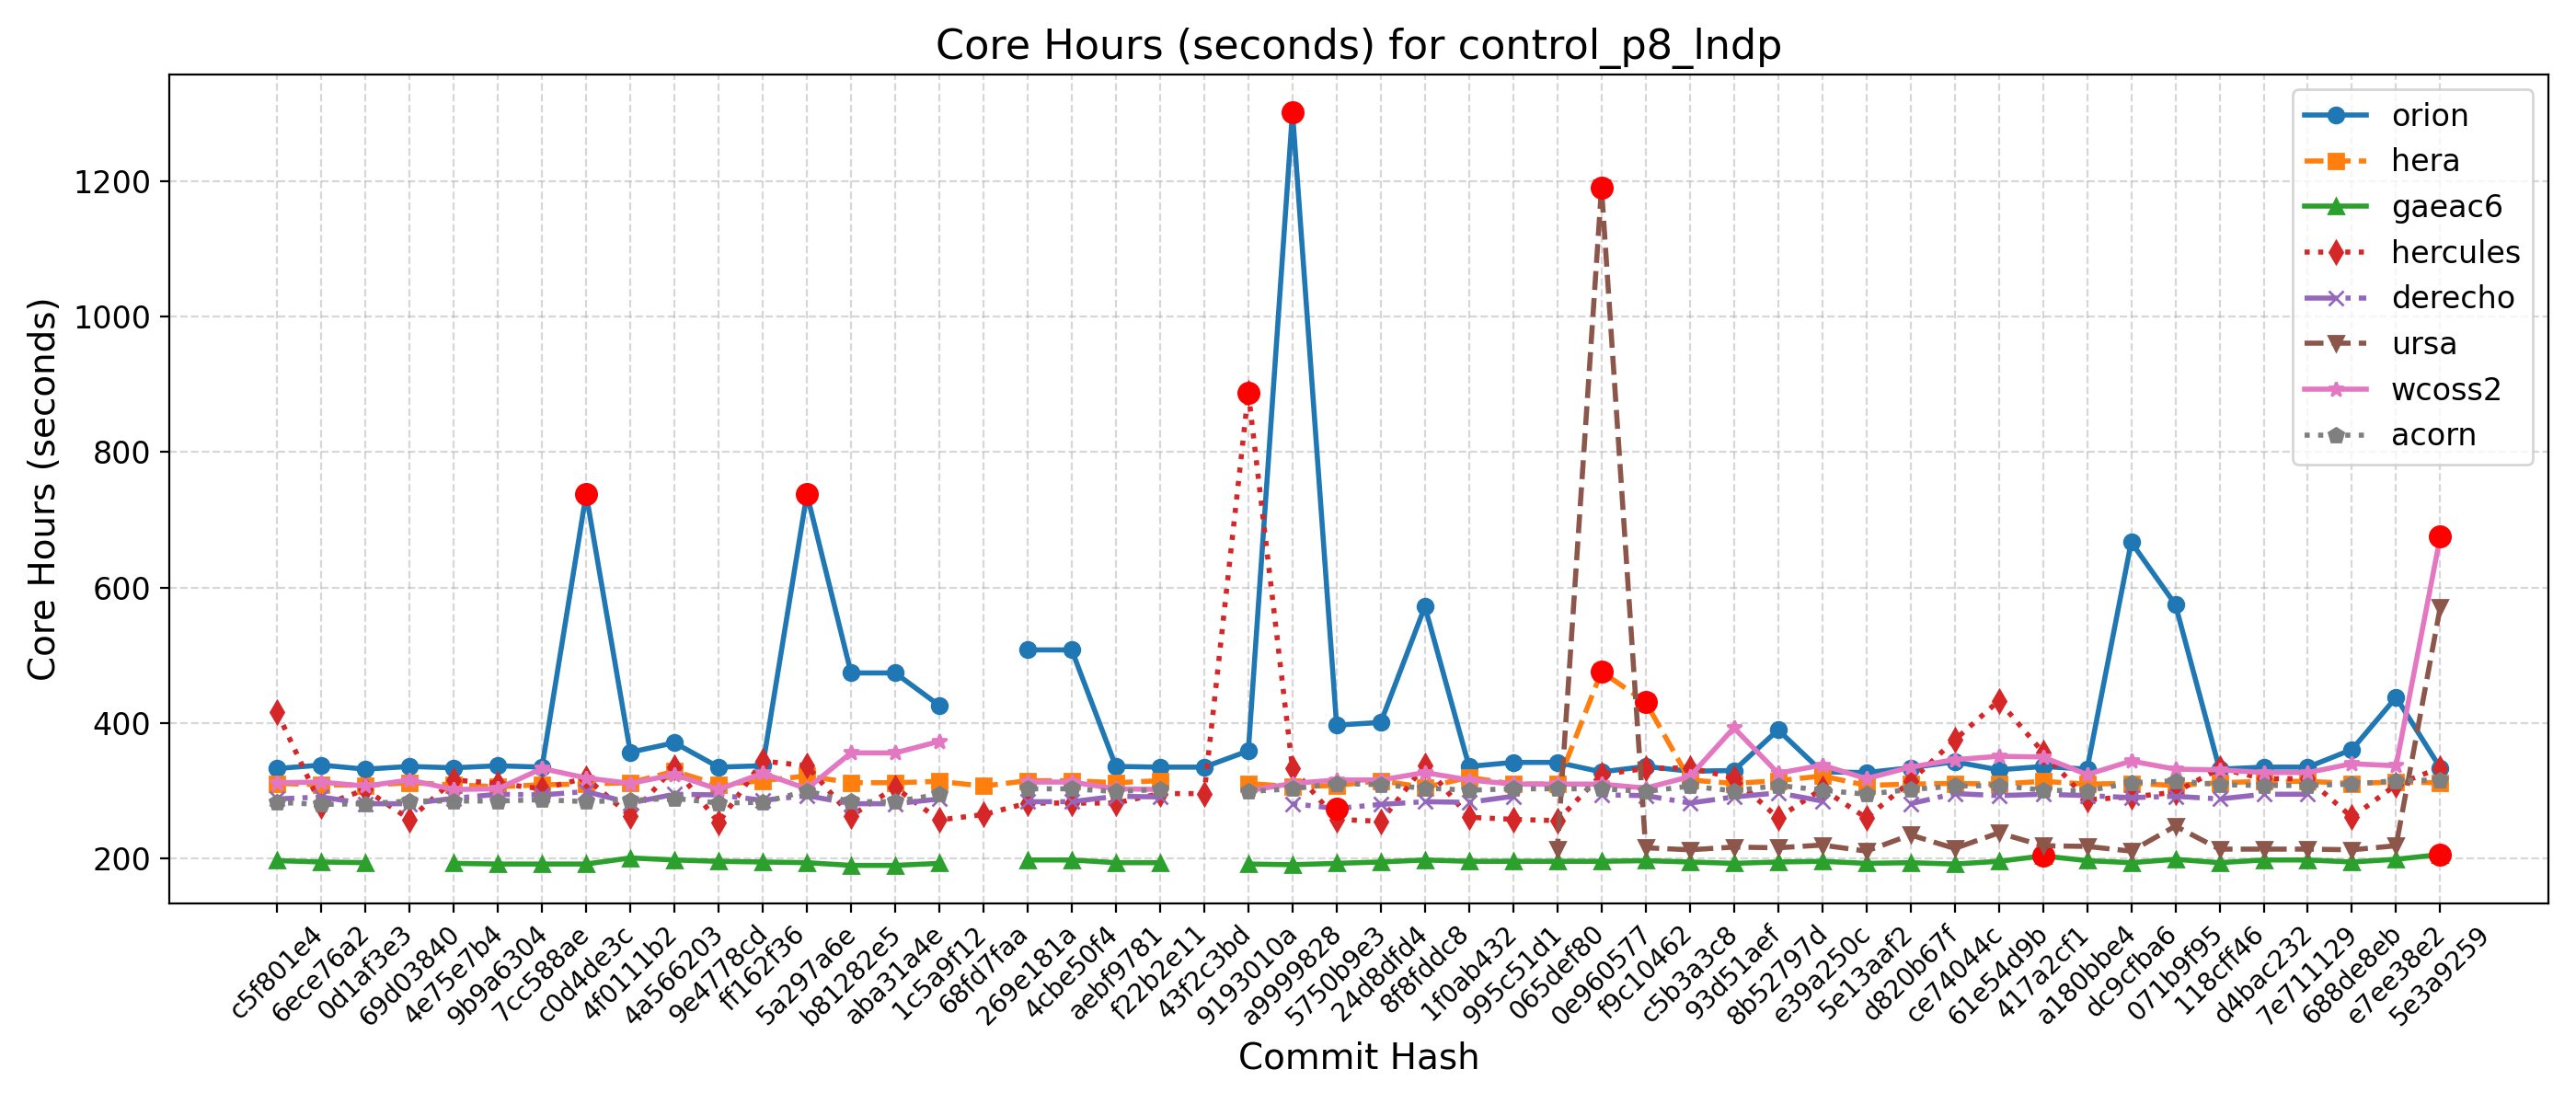 Core Hours (seconds) for control_p8_lndp
Core Hours (seconds)
1200
1000
800
600
400
200
orion
hera
gaeac6
hercules
derecho
ursa
wcoss2
acorn
c5f801e4
6ece76a2
0d1af3e3
69d03840
4e75e7b4
9b9a6304
7cc588ae
c0d4de3c
4f0111b2
4a566203
9e4778cd
ff162f36
5a297a6e
b81282e5
aba31a4e
1c5a9f12
68fd7faa
269e181a
4cbe50f4
aebf9781
f22b2e11
43f2c3bd
9193010a
a9999828
5750b9e3
24d8dfd4
8f8fddc8
1f0ab432
995c51d1
065def80
0e960577
f9c10462
c5b3a3c8
93d51aef
8b52797d
e39a250c
5e13aaf2
d820b67f
ce74044c
61e54d9b
417a2cf1
a180bbe4
dc9cfba6
071b9f95
118cff46
d4bac232
7e711129
688de8eb
e7ee38e2
5e3a9259
Commit Hash